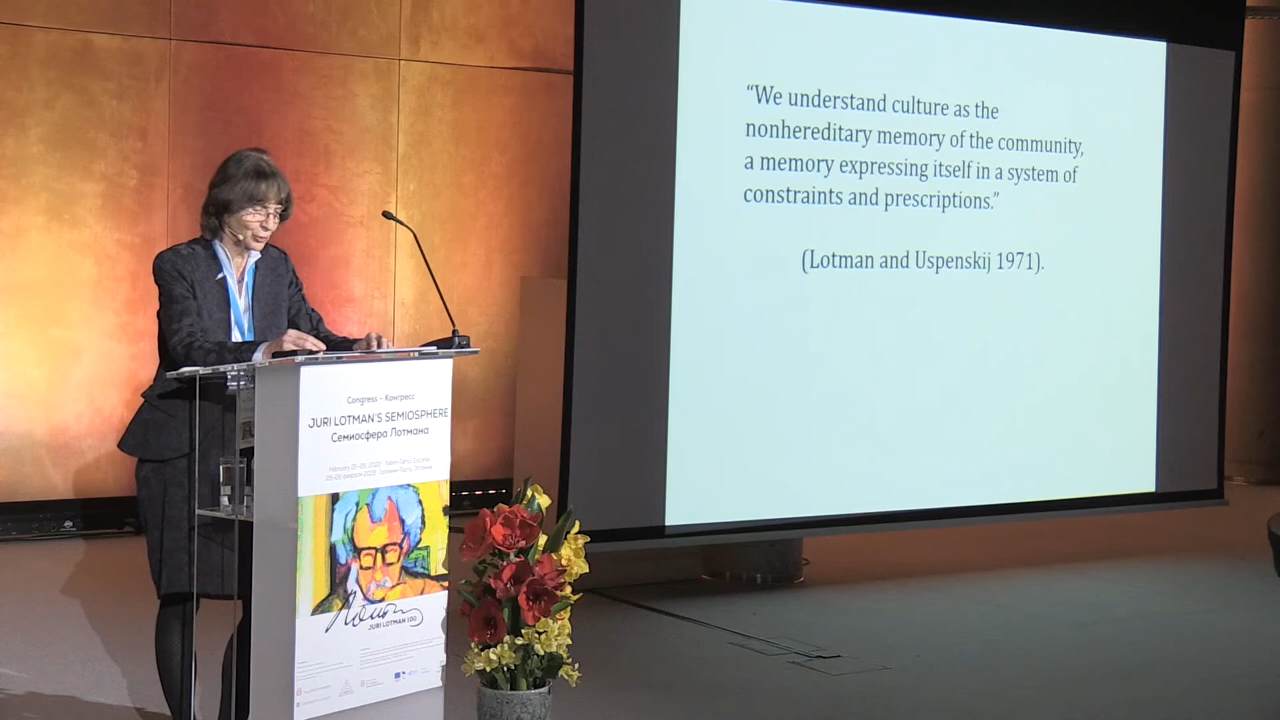 “We understand culture as the
nonhereditary memory of the community,
a memory expressing itself in a system of
constraints and prescriptions.”
(Lotman and Uspenskij 1971).
Congress - Конгресс
JURI LOTMAN'S SEMIOSPHERE
Семиосфера Лотмана
JURI LOTMAN 100